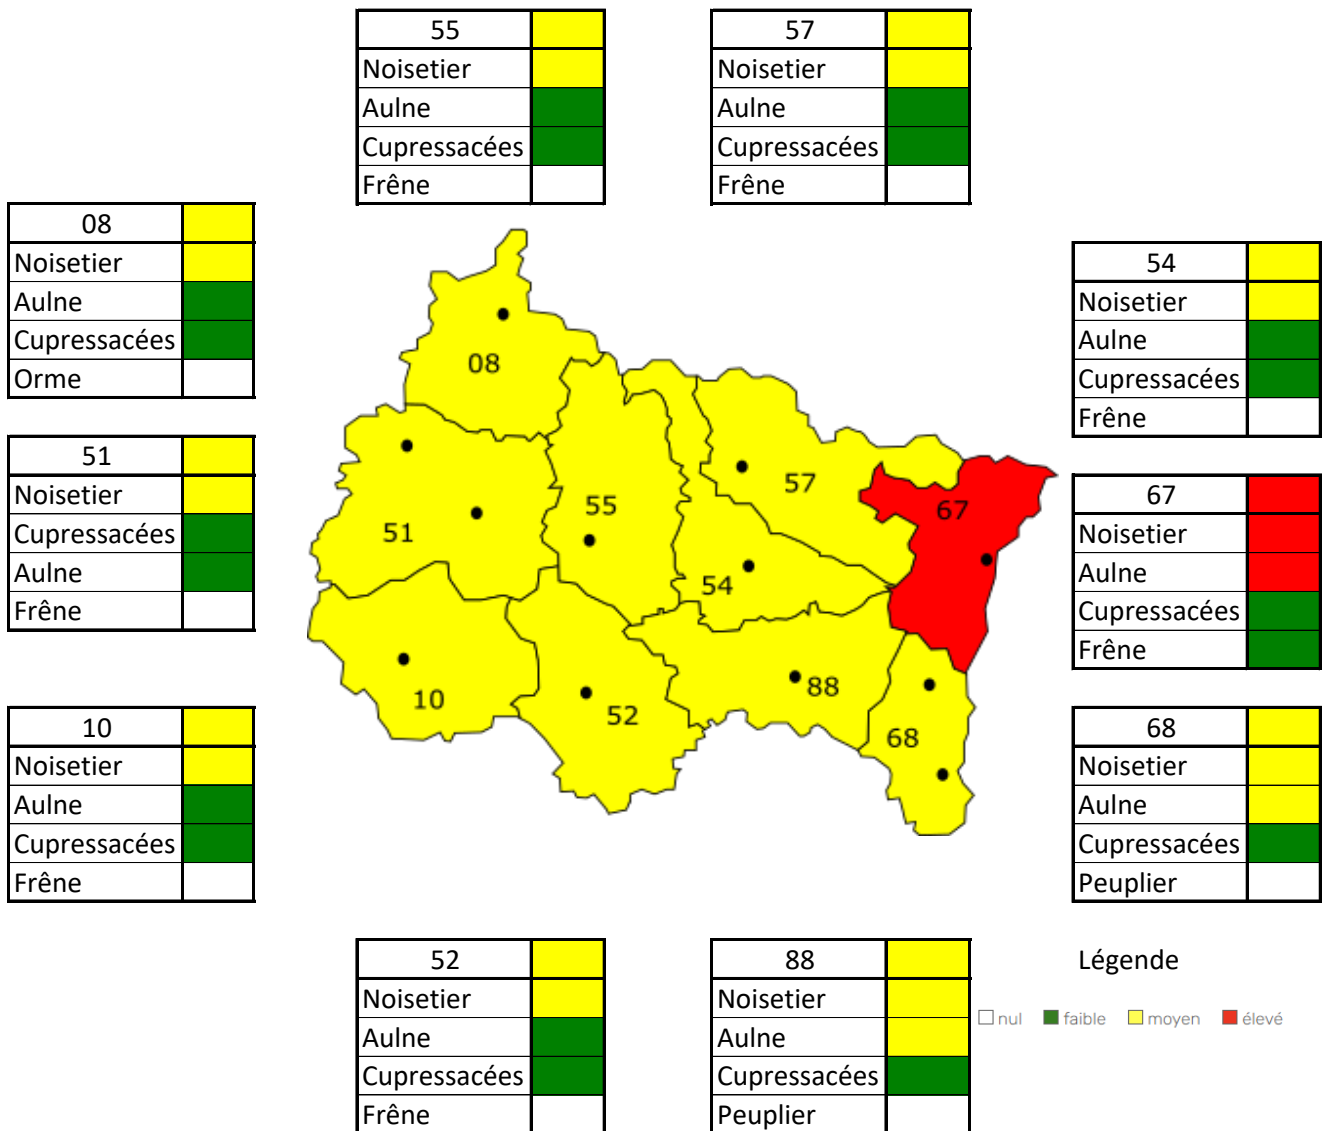 55
Noisetier
Aulne
Cupressacées
Frêne
57
Noisetier
Aulne
Cupressacées
Frêne
08
Noisetier
Aulne
Cupressacées
Orme
51
Noisetier
Cupressacées
Aulne
Frêne
10
Noisetier
Aulne
Cupressacées
Frêne
08
57
55
67
51
54
88
10
52
68
54
Noisetier
Aulne
Cupressacées
Frêne
67
Noisetier
Aulne
Cupressacées
Frêne
68
Noisetier
Aulne
Cupressacées
Peuplier
52
Noisetier
Aulne
Cupressacées
Frêne
88
Noisetier
Aulne
Cupressacées
Peuplier
Légende
nul faible moyen élevé